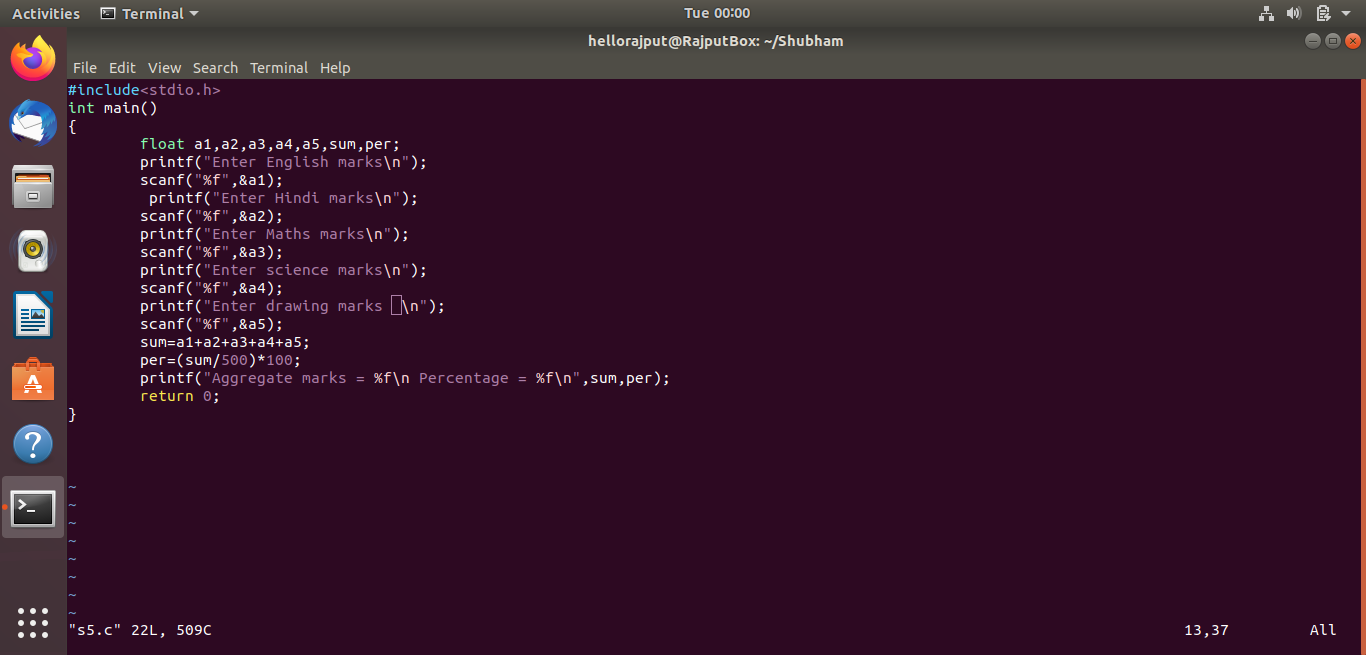 Activities Terminal Tue 00:00
hellorajput@RajputBox: ~/Shubham
File Edit View Search Terminal Help
#include<stdio.h>
int main()
{
        float a1,a2,a3,a4,a5,sum,per;
        printf("Enter English marks\n");
        scanf("%f",&a1);
         printf("Enter Hindi marks\n");
        scanf("%f",&a2);
        printf("Enter Maths marks\n");
        scanf("%f",&a3);
        printf("Enter science marks\n");
        scanf("%f",&a4);
        printf("Enter drawing marks  \n");
        scanf("%f",&a5);
        sum=a1+a2+a3+a4+a5;
        per=(sum/500)*100;
        printf("Aggregate marks = %f\n Percentage = %f\n",sum,per);
        return 0;
}
~
~
~
~
~
~
~
~
"s5.c" 22L, 509C 13,37 All